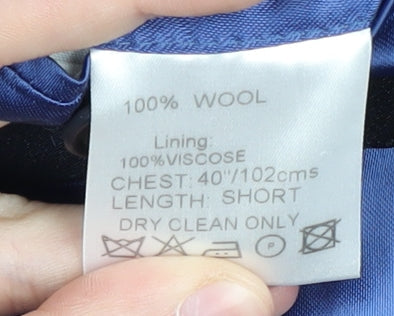 100% WOOL
Lining:
100%VISCOSE
CHEST: 40"/102cms
LENGTH: SHORT
DRY CLEAN ONLY
P